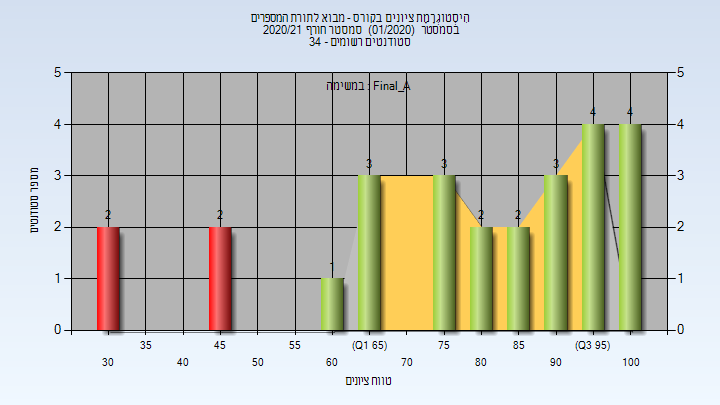 היסטוגרמת ציונים בקורס - מבוא לתורת המספרים
בסמסטר (01/2020) סמסטר חורף 2020/21
סטודנטים רשומים - 34
במשימה : Final_A
5 5
4 4
3 3
2 2
1 1
0 0
2 2 1 3 3 2 2 3 4 4
מספר סטודנטים
35 45 55 (Q1 65) 75 85 (Q3 95)
30 40 50 60 70 80 90 100
טווח ציונים